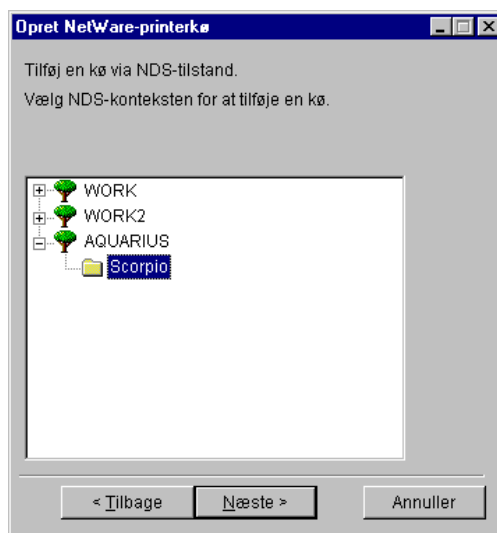 Opret NetWare-printerkø
Tilføj en kø via NDS-tilstand.
Vælg NDS-konteksten for at tilføje en kø.
WORK
WORK2
AQUARIUS
Scorpio
< Tilbage
Næste >
Annuller